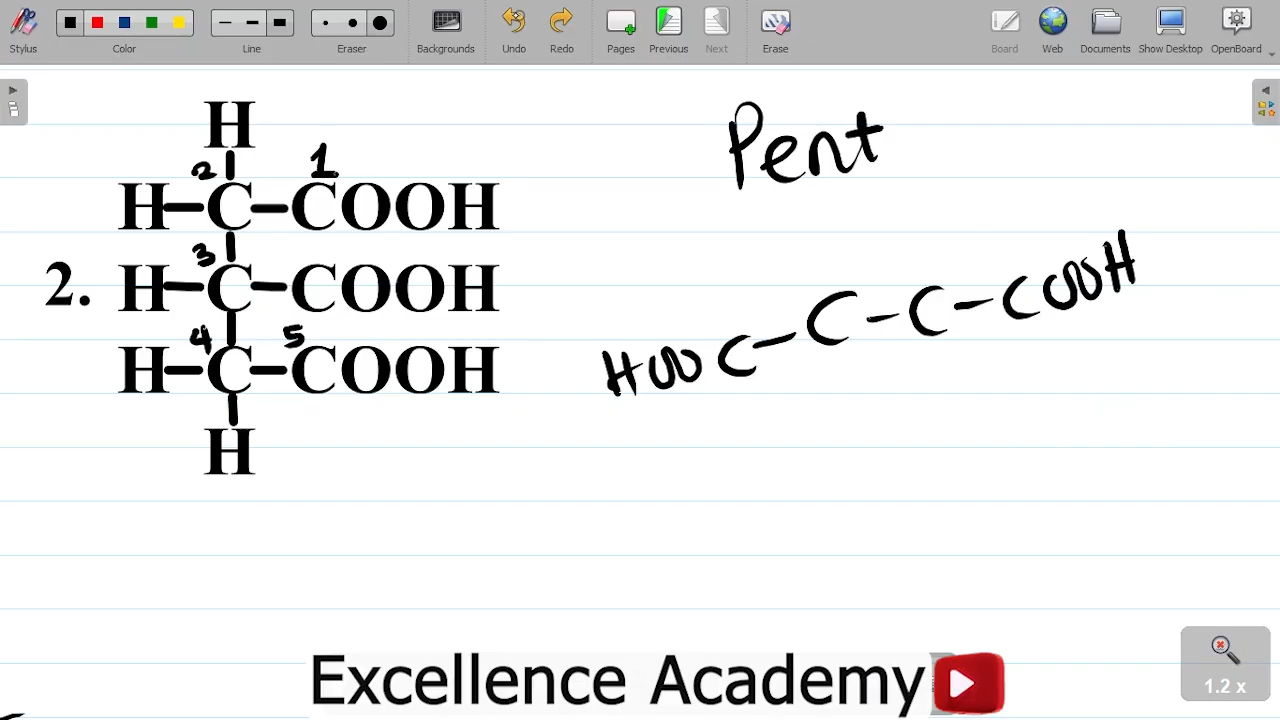 Stylus Color Line Eraser Backgrounds Undo Redo Pages Previous Next Erase Board Web Documents Show Desktop OpenBoard
H
2 1.
H-C-COOH
3
2. H-C-COOH
4 5
H-C-COOH
H
Pent
HOOC-C-C-COOH
Excellence Academy
1.2 x